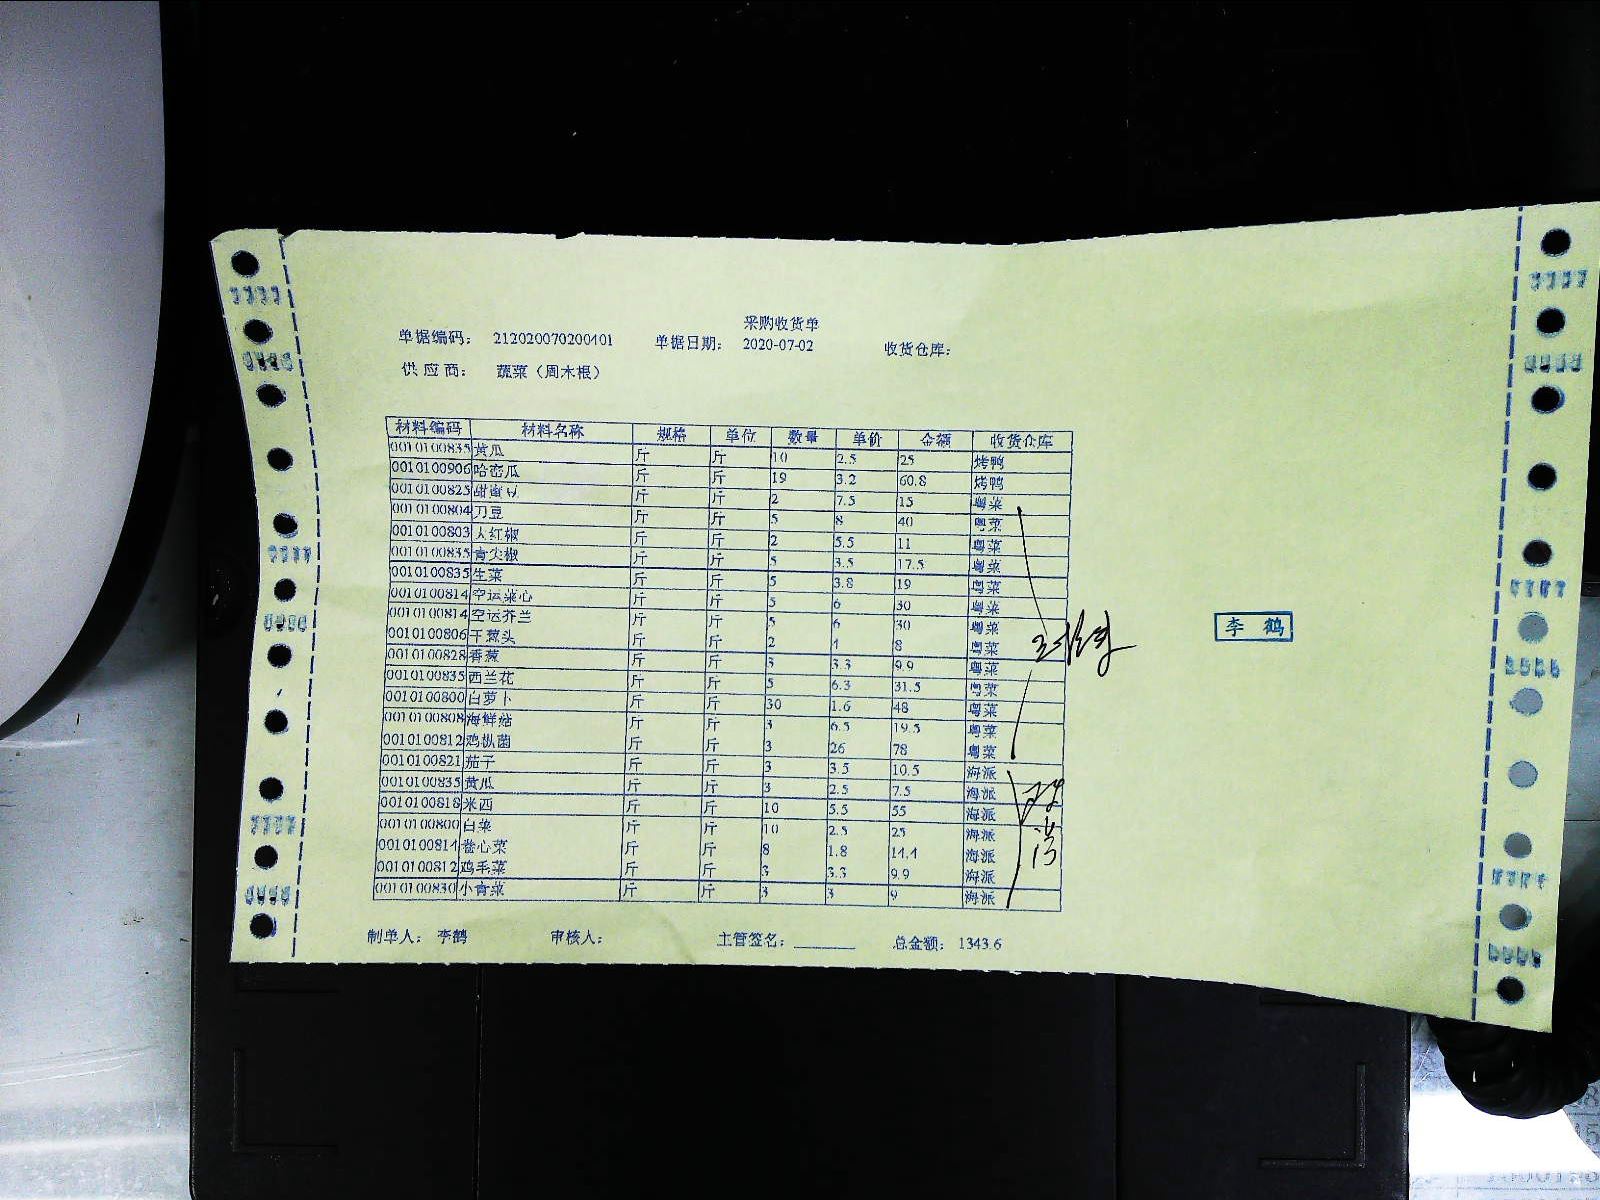 采购收货单
单据编码： 212020070200101 单据日期： 2020-07-02 收货仓库：
供应商： 蔬菜（周木根）
材料编码 材料名称 规格 单位 数量 单价 金额 收货仓库
0010100835 黄瓜 斤 斤 10 2.5 25 烤鸭
0010100906 哈密瓜 斤 斤 19 3.2 60.8 烤鸭
0010100825 甜蜜豆 斤 斤 2 7.5 15 粤菜
0010100804 刀豆 斤 斤 5 8 40 粤菜
0010100803 大红椒 斤 斤 2 5.5 11 粤菜
0010100835 青尖椒 斤 斤 5 3.5 17.5 粤菜
0010100835 生菜 斤 斤 5 3.8 19 粤菜
0010100814 空运菜心 斤 斤 5 6 30 粤菜
0010100814 空运芥兰 斤 斤 5 6 30 粤菜
0010100806 干葱头 斤 斤 2 4 8 粤菜
0010100828 香葱 斤 斤 3 3.3 9.9 粤菜
0010100835 西兰花 斤 斤 5 6.3 31.5 粤菜
0010100800 白萝卜 斤 斤 30 1.6 48 粤菜
0010100808 海鲜菇 斤 斤 3 6.5 19.5 粤菜
0010100812 鸡枞菌 斤 斤 3 26 78 粤菜
0010100821 茄子 斤 斤 3 3.5 10.5 海派
0010100835 黄瓜 斤 斤 3 2.5 7.5 海派
0010100818 米西 斤 斤 10 5.5 55 海派
0010100800 白菜 斤 斤 10 2.5 25 海派
0010100814 卷心菜 斤 斤 8 1.8 14.4 海派
0010100812 鸡毛菜 斤 斤 3 3.3 9.9 海派
0010100830 小青菜 斤 斤 3 3 9 海派
李鹤
制单人： 李鹤 审核人： 主管签名： 总金额： 1343.6